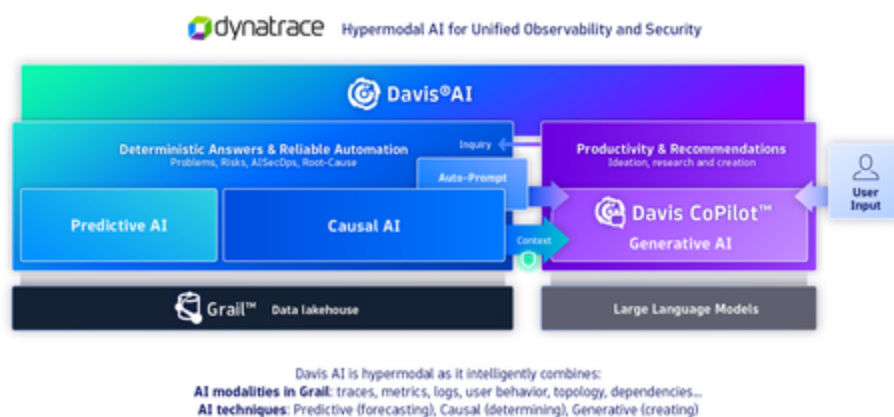 dynatrace Hypermodal AI for Unified Observability and Security
Davis®AI
Deterministic Answers & Reliable Automation
Problems, Risks, AISecOps, Root-Cause
Inquiry
Productivity & Recommendations
Ideation, research and creation
Auto-Prompt
User
Input
Predictive AI
Causal AI
Context
Davis CoPilot™
Generative AI
Grail™ Data lakehouse
Large Language Models
Davis AI is hypermodal as it intelligently combines:
AI modalities in Grail: traces, metrics, logs, user behavior, topology, dependencies...
AI techniques: Predictive (forecasting), Causal (determining), Generative (creating)